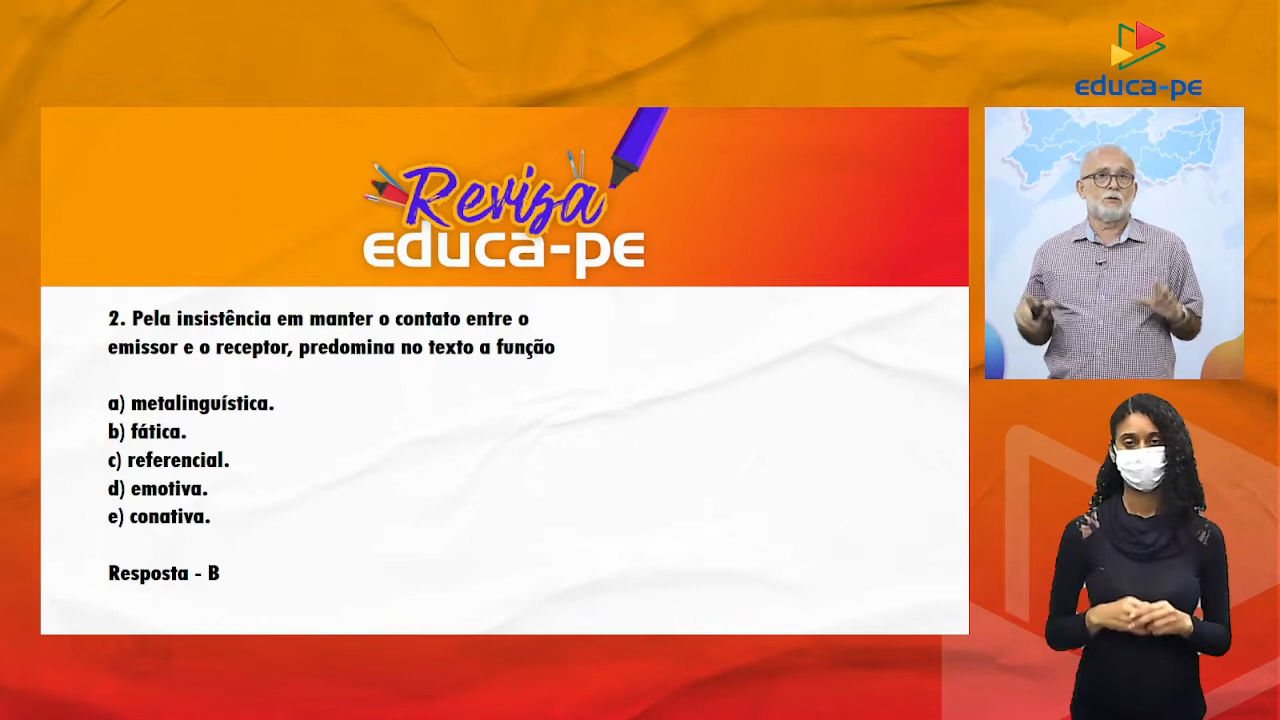 educa-pe
Revisa
educa-pe
2. Pela insistência em manter o contato entre o
emissor e o receptor, predomina no texto a função
a) metalinguística.
b) fática.
c) referencial.
d) emotiva.
e) conativa.
Resposta - B